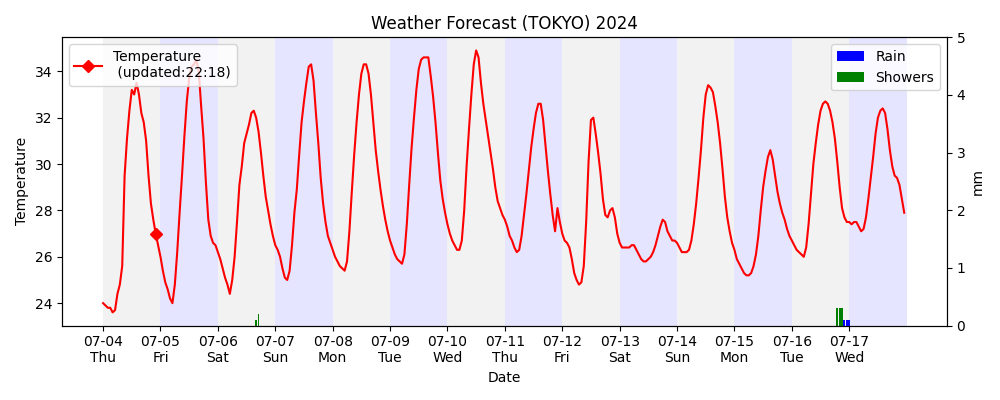 Weather Forecast (TOKYO) 2024
Temperature
(updated:22:18)
Rain
Showers
34
32
30
28
26
24
Temperature
5
4
3
2
1
0
mm
07-04 07-05 07-06 07-07 07-08 07-09 07-10 07-11 07-12 07-13 07-14 07-15 07-16 07-17
Thu Fri Sat Sun Mon Tue Wed Thu Fri Sat Sun Mon Tue Wed
Date